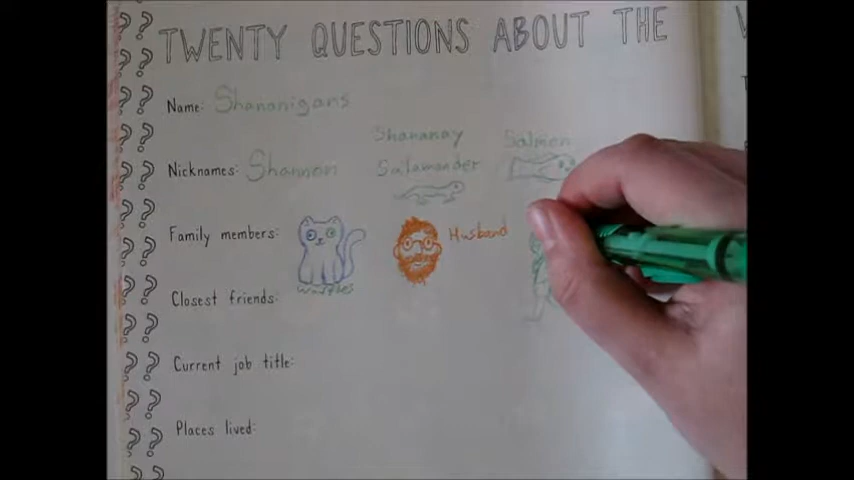 TWENTY QUESTIONS ABOUT THE
Name: Shananigans
Shananay Salmon
Nicknames: Shannon Salamander
Family members: Husband
Waffles
Closest friends:
Current job title:
Places lived: